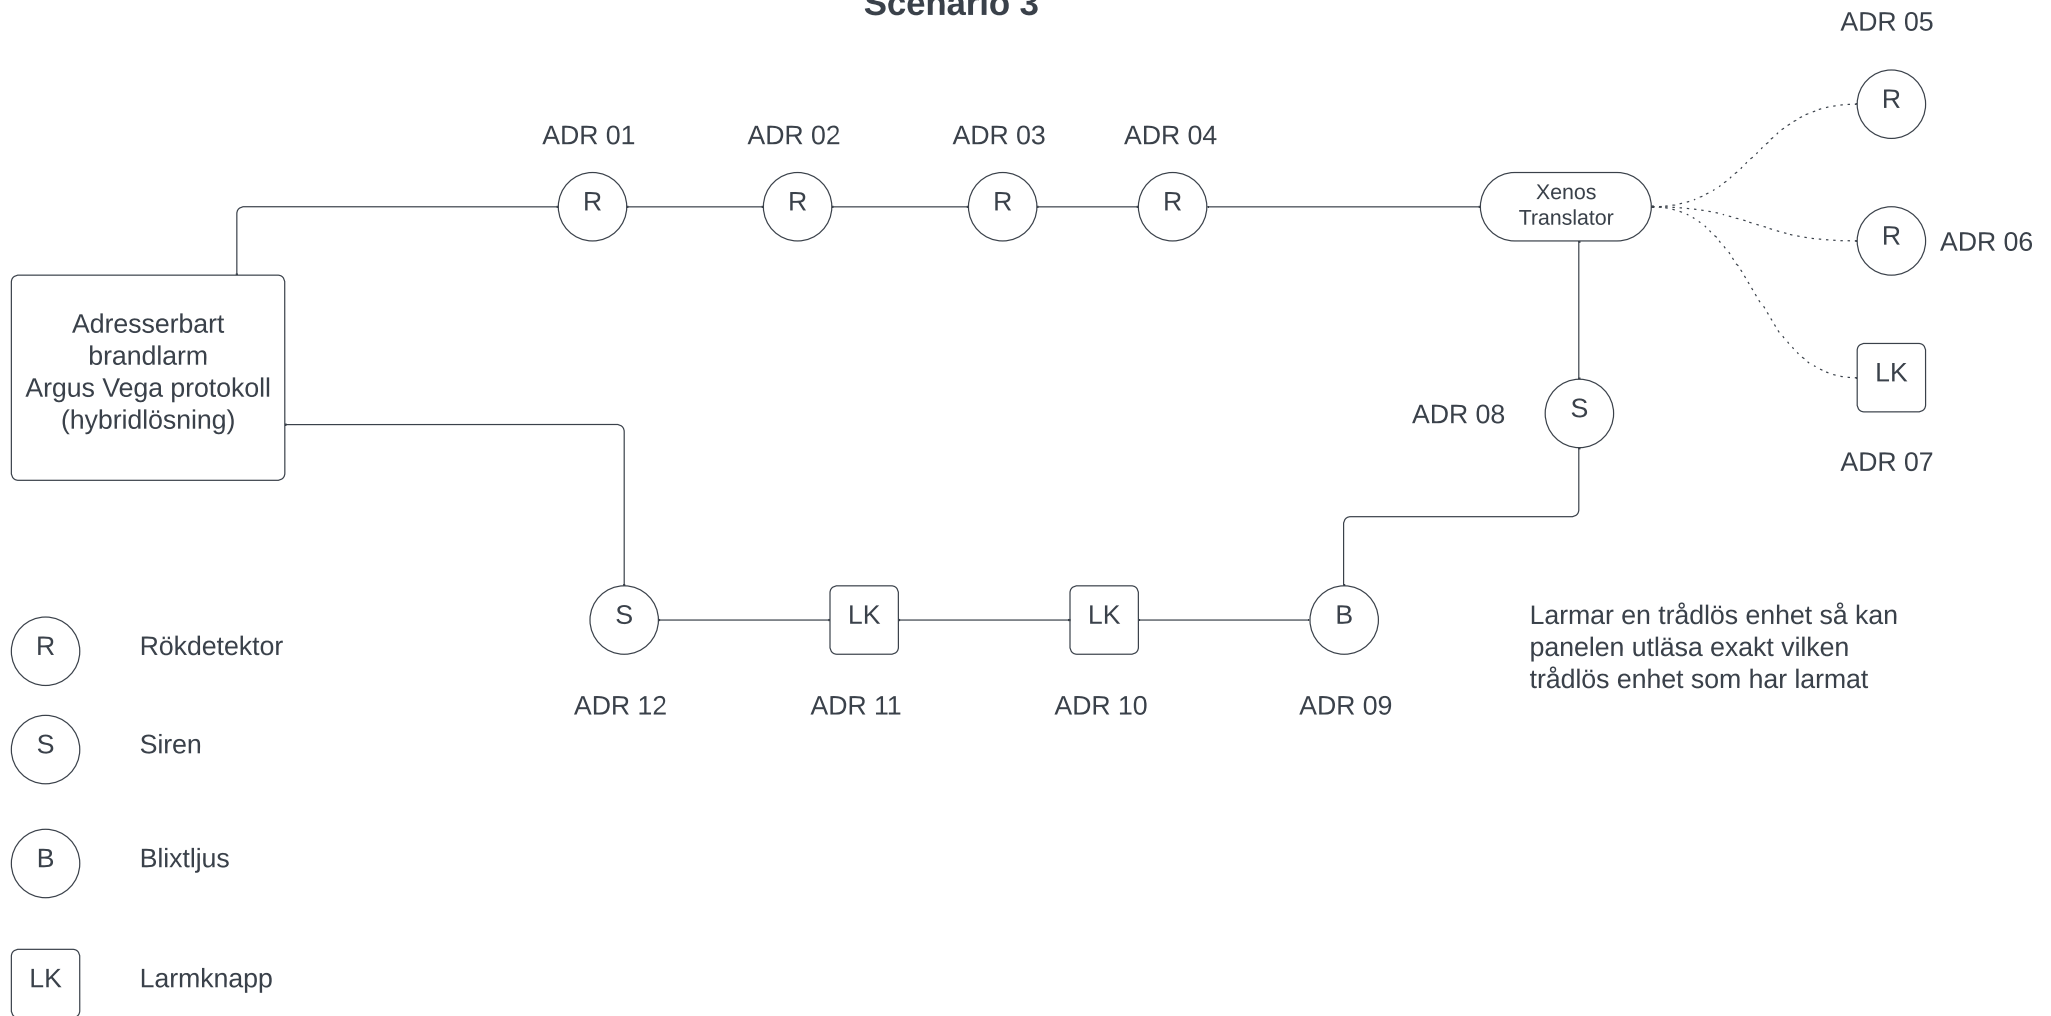 Scenario 3
ADR 05
R
ADR 01
ADR 02
ADR 03
ADR 04
R
R
R
R
Xenos
Translator
R
ADR 06
Adresserbart
brandlarm
Argus Vega protokoll
(hybridlösning)
LK
ADR 08
S
ADR 07
S
LK
LK
B
Larmar en trådlös enhet så kan
panelen utläsa exakt vilken
trådlös enhet som har larmat
ADR 12
ADR 11
ADR 10
ADR 09
R
Rökdetektor
S
Siren
B
Blixtljus
LK
Larmknapp